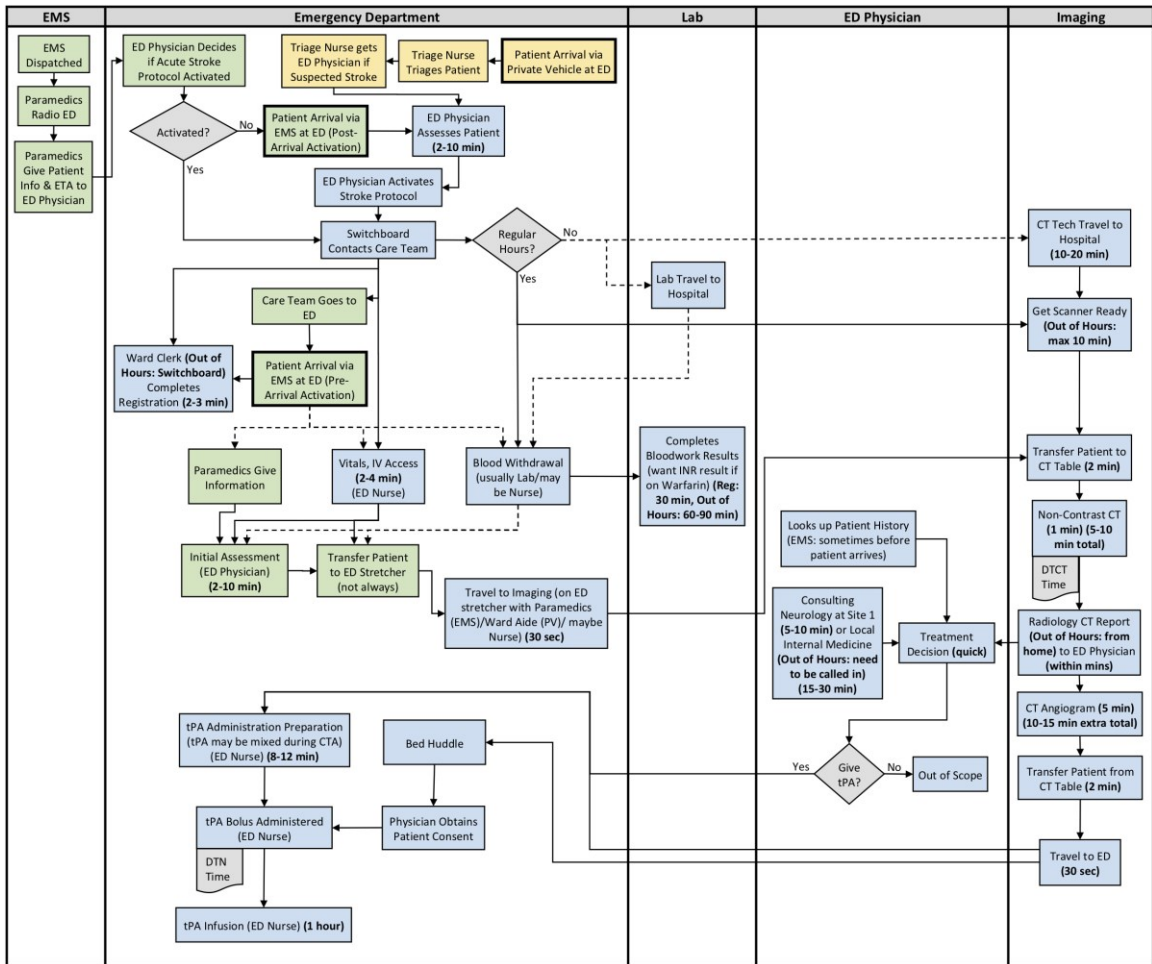 EMS
Emergency Department
Lab
ED Physician
Imaging
EMS
Dispatched
Paramedics
Radio ED
Paramedics
Give Patient
Info & ETA to
ED Physician
ED Physician Decides
if Acute Stroke
Protocol Activated
Triage Nurse gets
ED Physician if
Suspected Stroke
Triage Nurse
Triages Patient
Patient Arrival via
Private Vehicle at ED
Activated?
No
Yes
Patient Arrival via
EMS at ED (Post-
Arrival Activation)
ED Physician
Assesses Patient
(2-10 min)
ED Physician Activates
Stroke Protocol
Switchboard
Contacts Care Team
Regular
Hours?
No
Yes
CT Tech Travel to
Hospital
(10-20 min)
Lab Travel to
Hospital
Care Team Goes to
ED
Get Scanner Ready
(Out of Hours:
max 10 min)
Ward Clerk (Out of
Hours: Switchboard)
Completes
Registration (2-3 min)
Patient Arrival via
EMS at ED (Pre-
Arrival Activation)
Paramedics Give
Information
Vitals, IV Access
(2-4 min)
(ED Nurse)
Blood Withdrawal
(usually Lab/may
be Nurse)
Completes
Bloodwork Results
(want INR result if
on Warfarin) (Reg:
30 min, Out of
Hours: 60-90 min)
Transfer Patient to
CT Table (2 min)
Non-Contrast CT
(1 min) (5-10
min total)
DTCT
Time
Looks up Patient History
(EMS: sometimes before
patient arrives)
Initial Assessment
(ED Physician)
(2-10 min)
Transfer Patient
to ED Stretcher
(not always)
Travel to Imaging (on ED
stretcher with Paramedics
(EMS)/Ward Aide (PV)/ maybe
Nurse) (30 sec)
Consulting
Neurology at Site 1
(5-10 min) or Local
Internal Medicine
(Out of Hours: need
to be called in)
(15-30 min)
Treatment
Decision (quick)
Radiology CT Report
(Out of Hours: from
home) to ED Physician
(within mins)
CT Angiogram (5 min)
(10-15 min extra total)
Transfer Patient from
CT Table (2 min)
Travel to ED
(30 sec)
Give
tPA?
Yes
No
Out of Scope
tPA Administration Preparation
(tPA may be mixed during CTA)
(ED Nurse) (8-12 min)
Bed Huddle
Physician Obtains
Patient Consent
tPA Bolus Administered
(ED Nurse)
DTN
Time
tPA Infusion (ED Nurse) (1 hour)